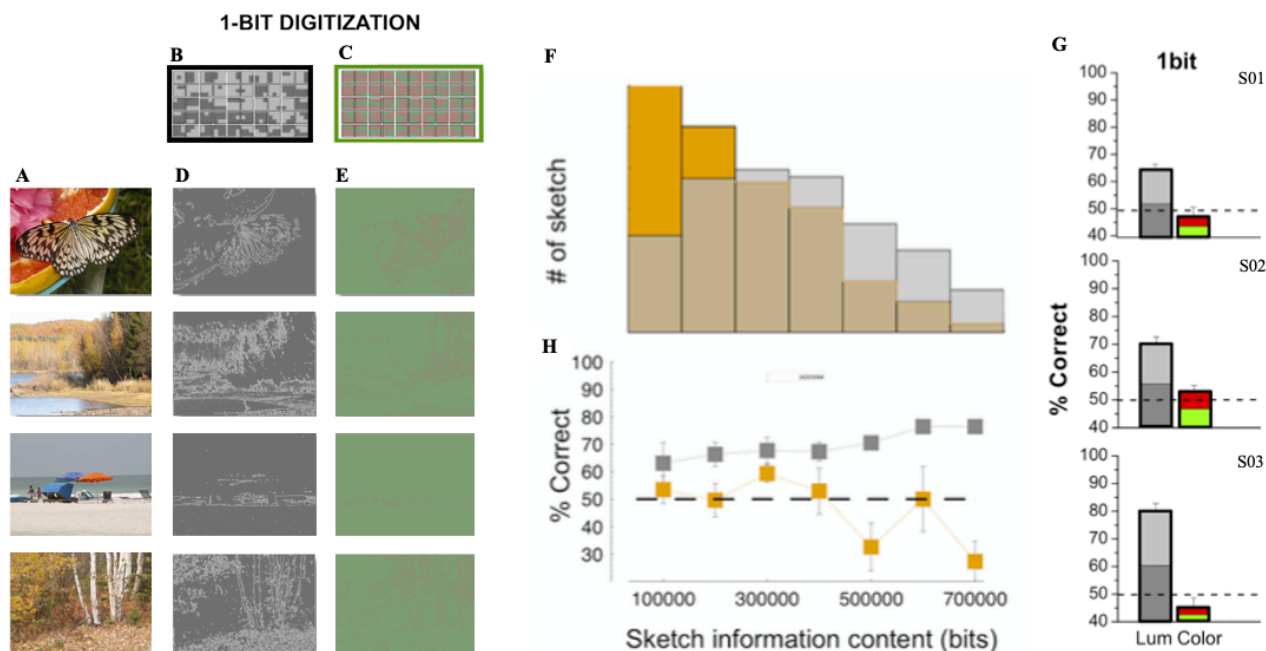 1-BIT DIGITIZATION
B
C
A
D
E
F
# of sketch
H
100
90
80
70
60
50
40
30
% Correct
100000
300000
500000
700000
Sketch information content (bits)
G
1bit
S01
100
90
80
70
60
50
40
S02
100
90
80
70
60
50
40
% Correct
S03
100
90
80
70
60
50
40
Lum Color